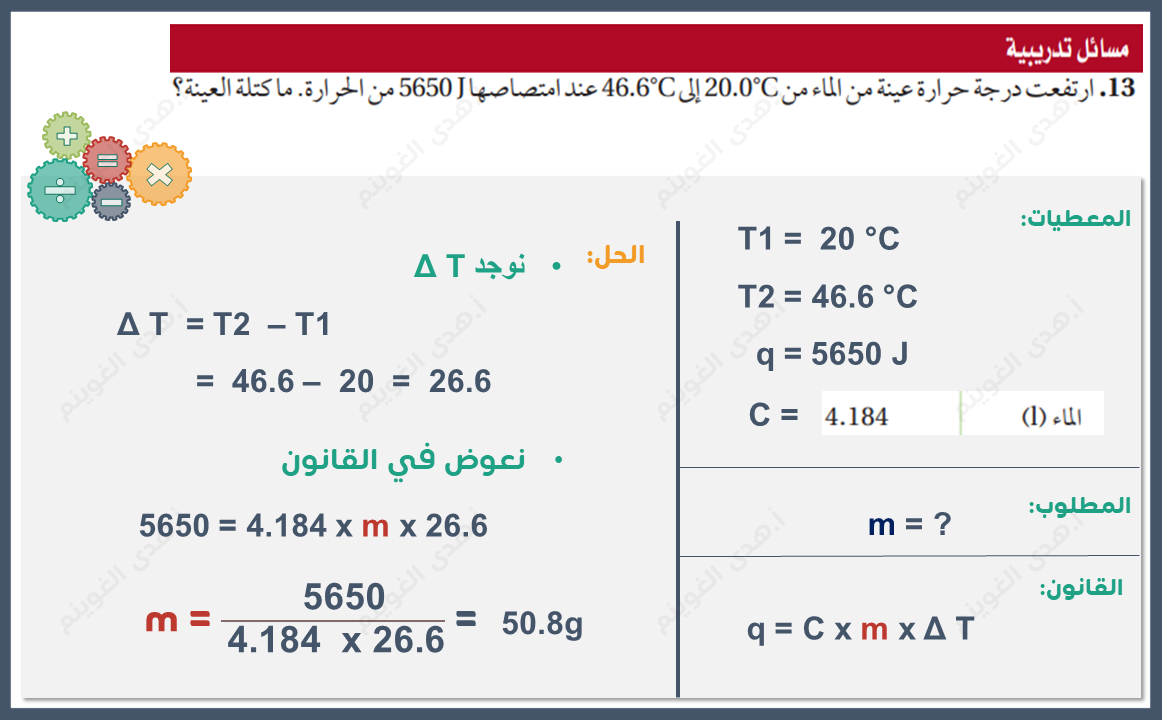 مسائل تدريبية
13. ارتفعت درجة حرارة عينة من الماء من 20.0°C إلى 46.6°C عند امتصاصها 5650 J من الحرارة. ما كتلة العينة؟
المعطيات:
T1 = 20 °C
T2 = 46.6 °C
q = 5650 J
C = 4.184 الماء (l)
المطلوب:
m = ?
القانون:
q = C x m x Δ T
الحل:
• نوجد Δ T
Δ T = T2 – T1
= 46.6 – 20 = 26.6
• نعوض في القانون
5650 = 4.184 x m x 26.6
m = 5650 / 4.184 x 26.6 = 50.8g
أ.هدى الغوينم